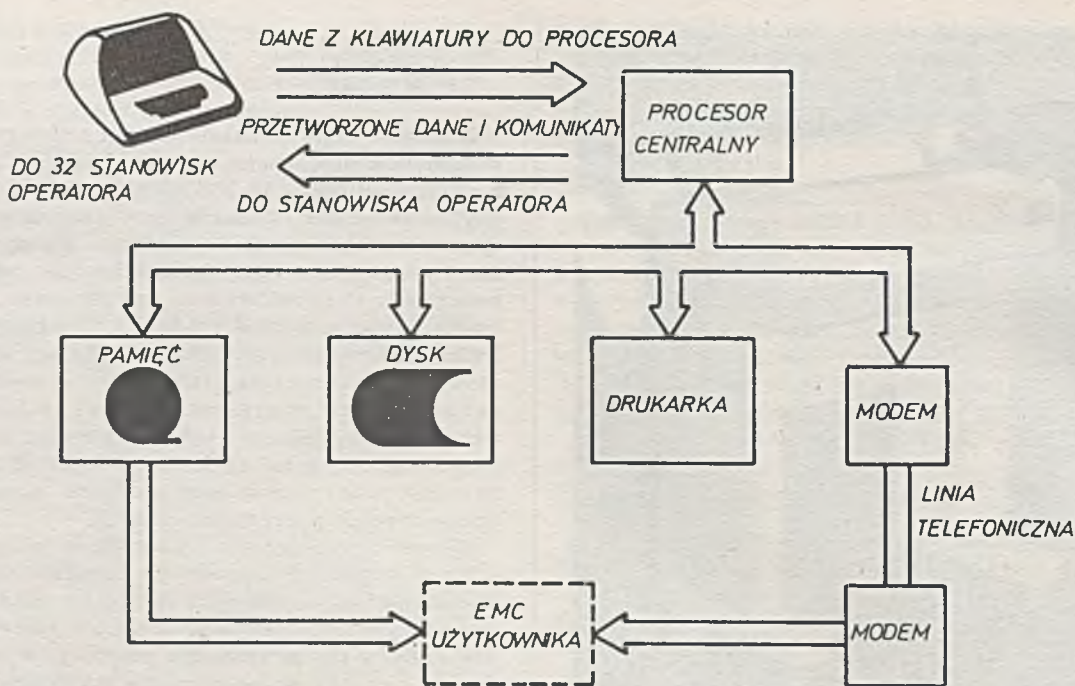 DANE Z KLAWIATURY DO PROCESORA
PROCESOR
CENTRALNY
PRZETWORZONE DANE I KOMUNIKATY
DO STANOWISKA OPERATORA
DO 32 STANOWISK
OPERATORA
PAMIĘĆ
DYSK
DRUKARKA
MODEM
LINIA
TELEFONICZNA
EMC
UŻYTKOWNIKA
MODEM